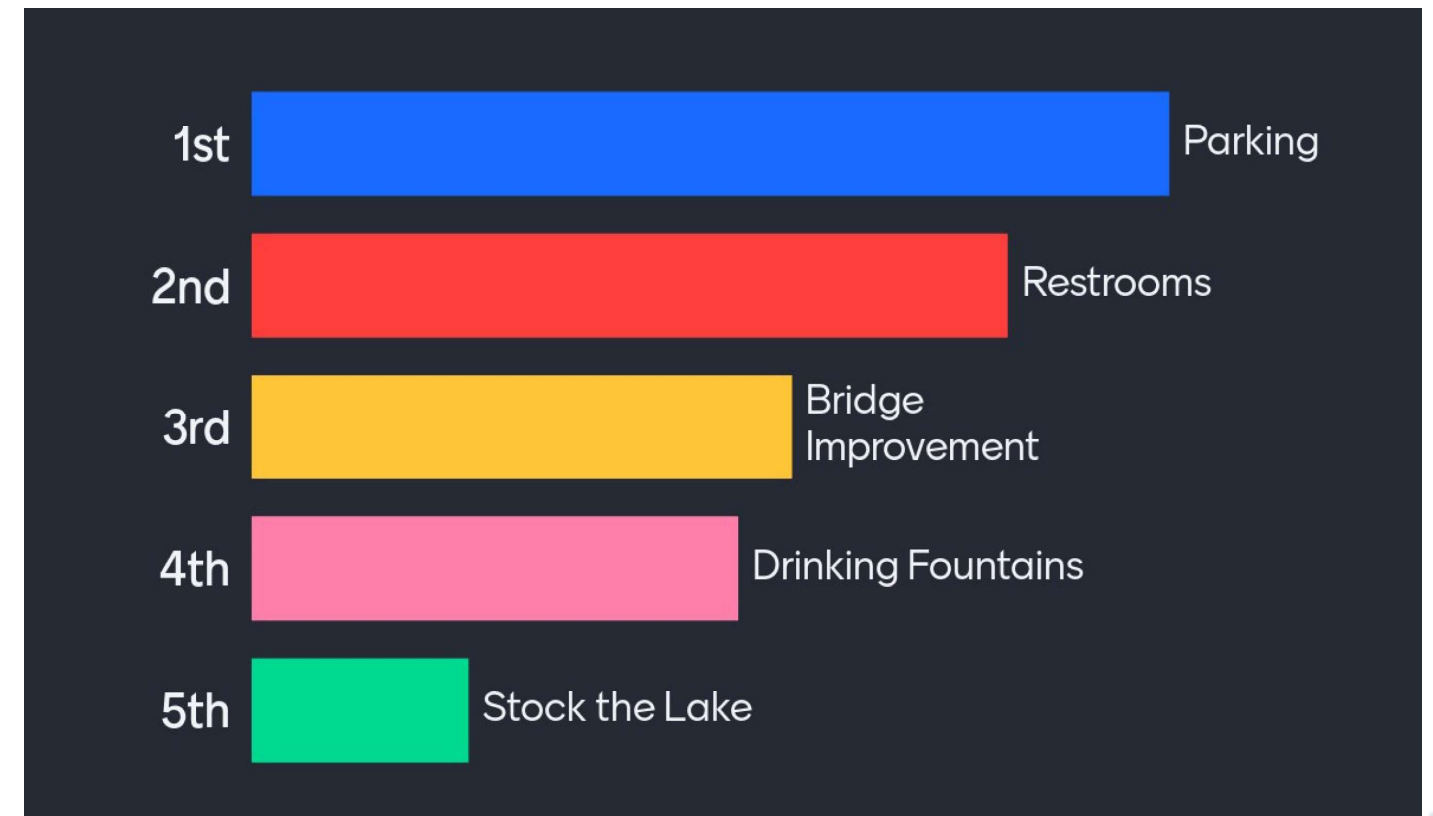 1st
Parking
2nd
Restrooms
3rd
Bridge
Improvement
4th
Drinking Fountains
5th
Stock the Lake